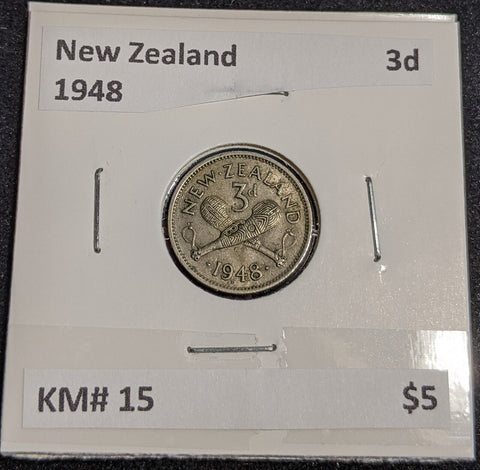 New Zealand 3d
1948
NEW·ZEALAND
3d
·1948·
KM# 15 $5